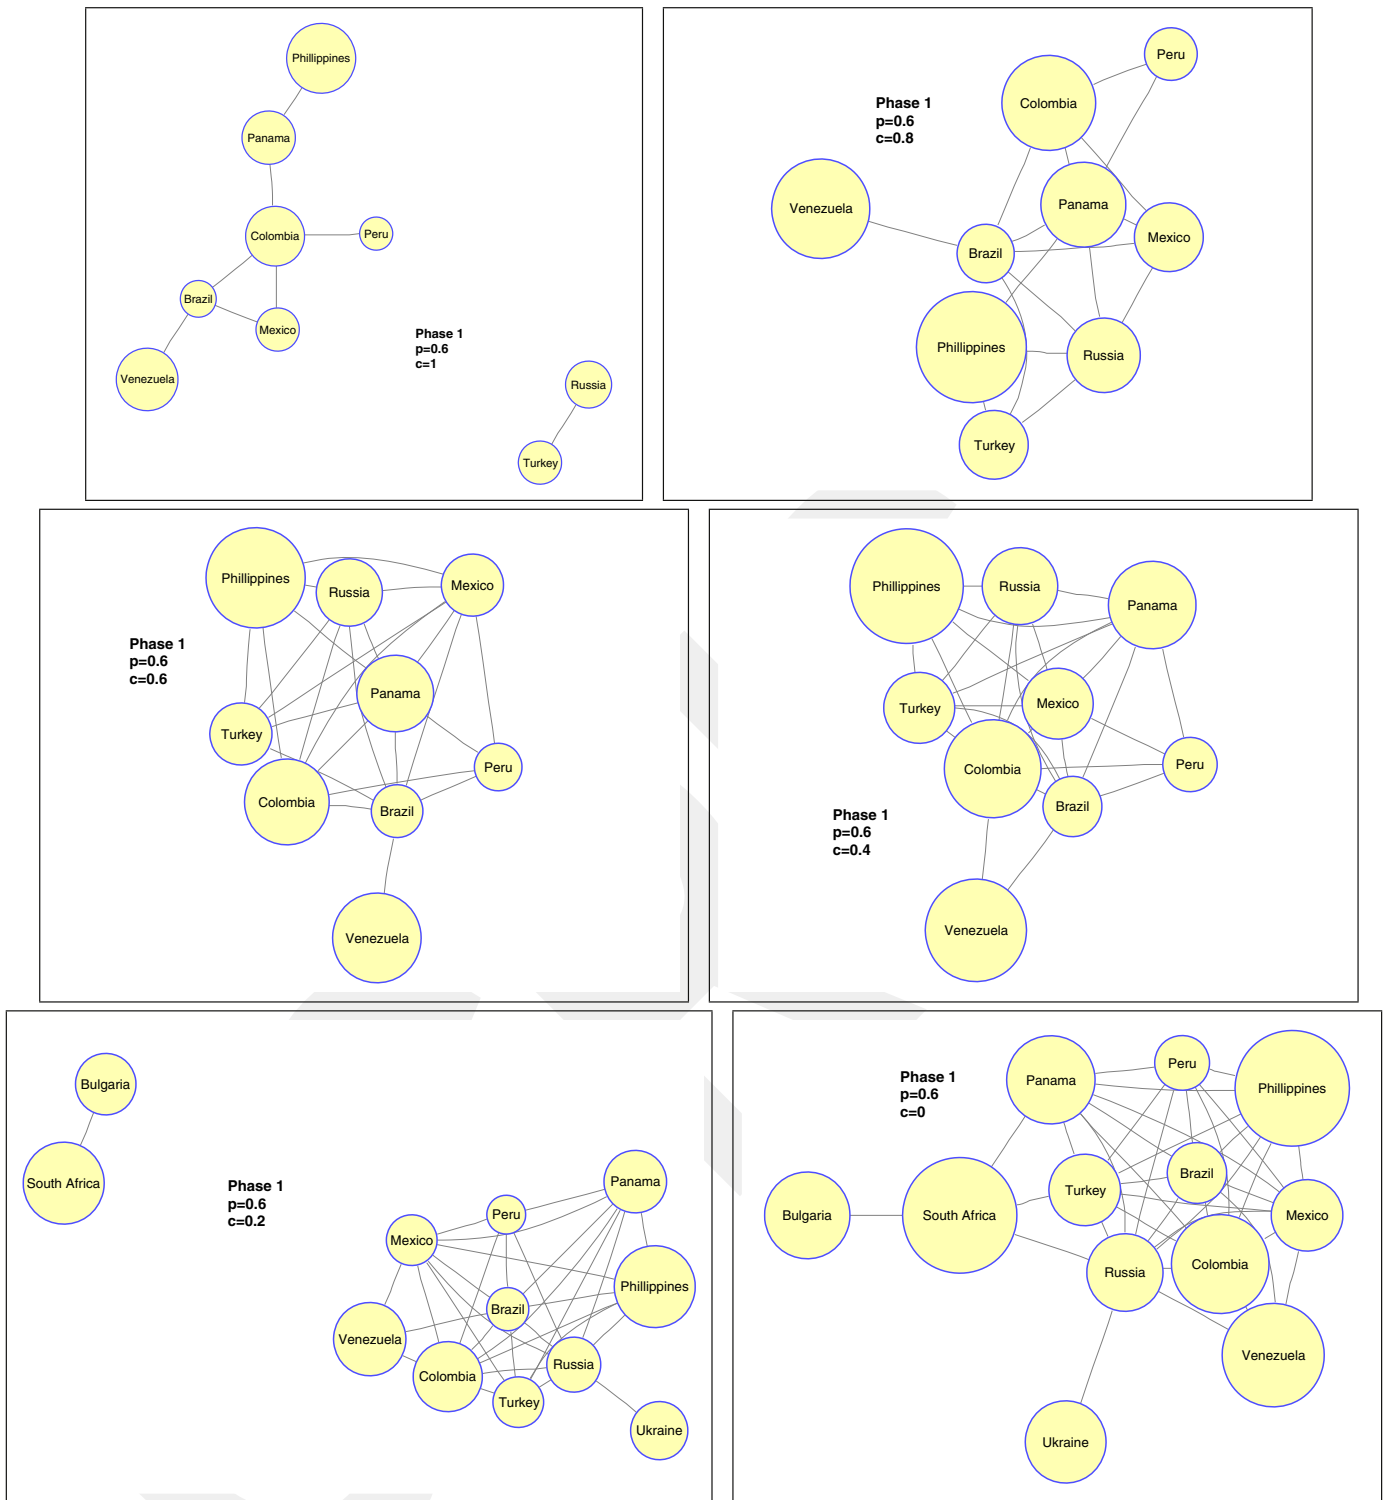 Phillippines
Panama
Colombia
Peru
Brazil
Mexico
Venezuela
Phase 1
p=0.6
c=1
Russia
Turkey
Peru
Colombia
Phase 1
p=0.6
c=0.8
Venezuela
Panama
Mexico
Brazil
Phillippines
Russia
Turkey
Phillippines
Russia
Mexico
Phase 1
p=0.6
c=0.6
Panama
Turkey
Peru
Colombia
Brazil
Venezuela
Phillippines
Russia
Panama
Turkey
Mexico
Colombia
Peru
Brazil
Phase 1
p=0.6
c=0.4
Venezuela
Bulgaria
South Africa
Phase 1
p=0.6
c=0.2
Panama
Peru
Mexico
Phillippines
Brazil
Venezuela
Russia
Colombia
Turkey
Ukraine
Phase 1
p=0.6
c=0
Peru
Panama
Phillippines
Brazil
Turkey
Bulgaria
South Africa
Mexico
Colombia
Russia
Venezuela
Ukraine